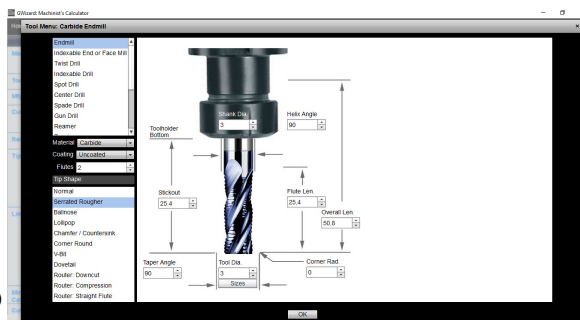 GWizard: Machinist's Calculator
Tool Menu: Carbide Endmill
Endmill
Indexable End or Face Mill
Twist Drill
Indexable Drill
Spot Drill
Center Drill
Spade Drill
Gun Drill
Reamer
Material Carbide
Coating Uncoated
Flutes 2
Tip Shape
Normal
Serrated Rougher
Ballnose
Lollipop
Chamfer / Countersink
Corner Round
V-Bit
Dovetail
Router: Downcut
Router: Compression
Router: Straight Flute
Shank Dia.
3
Helix Angle
90
Toolholder
Bottom
Stickout
25,4
Flute Len.
25,4
Overall Len.
50,8
Taper Angle
90
Tool Dia.
3
Sizes
Corner Rad.
0
OK